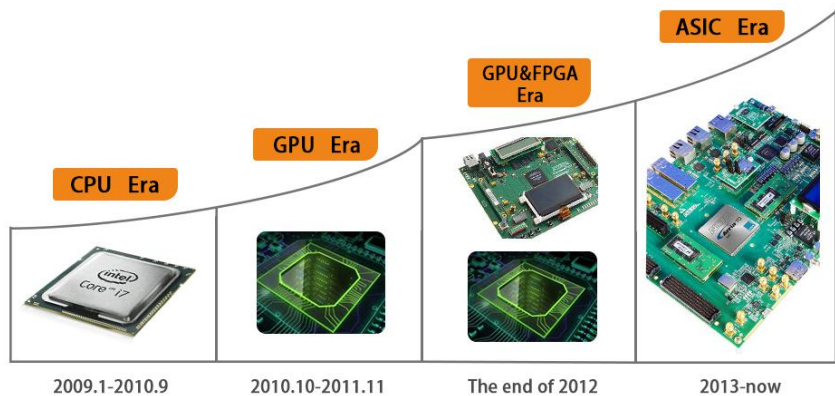 ASIC Era
GPU&FPGA
Era
GPU Era
CPU Era
intel
Core™ i7
2009.1-2010.9
2010.10-2011.11
The end of 2012
2013-now